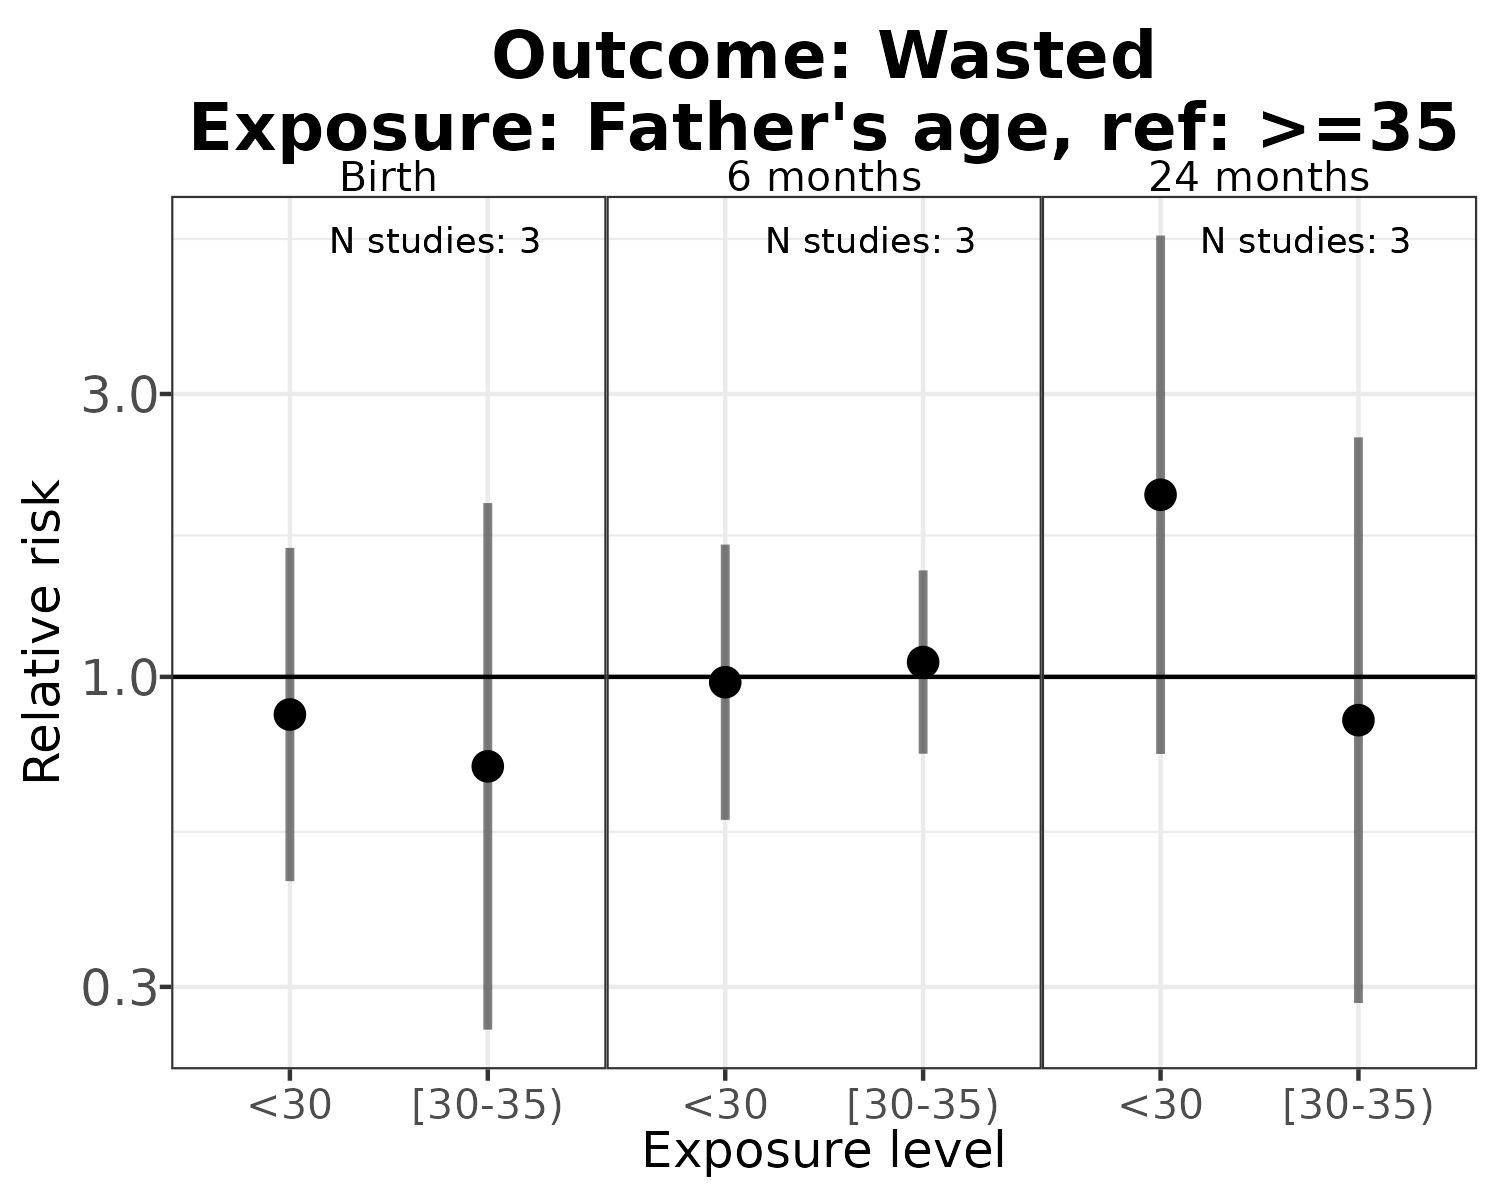 Outcome: Wasted
Exposure: Father's age, ref: >=35
Birth
6 months
24 months
N studies: 3
N studies: 3
N studies: 3
3.0
1.0
0.3
Relative risk
<30
[30-35)
<30
[30-35)
<30
[30-35)
Exposure level